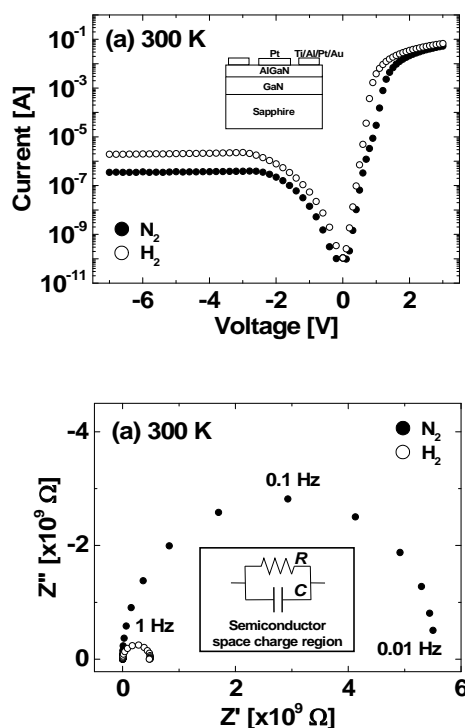 (a) 300 K
Pt Ti/Al/Pt/Au
AlGaN
GaN
Sapphire
10⁻¹
10⁻³
10⁻⁵
10⁻⁷
10⁻⁹
10⁻¹¹
Current [A]
N₂
H₂
-6 -4 -2 0 2
Voltage [V]
(a) 300 K
N₂
H₂
-4
-2
0
Z'' [x10⁹ Ω]
0.1 Hz
1 Hz
0.01 Hz
R
C
Semiconductor
space charge region
0 2 4 6
Z' [x10⁹ Ω]